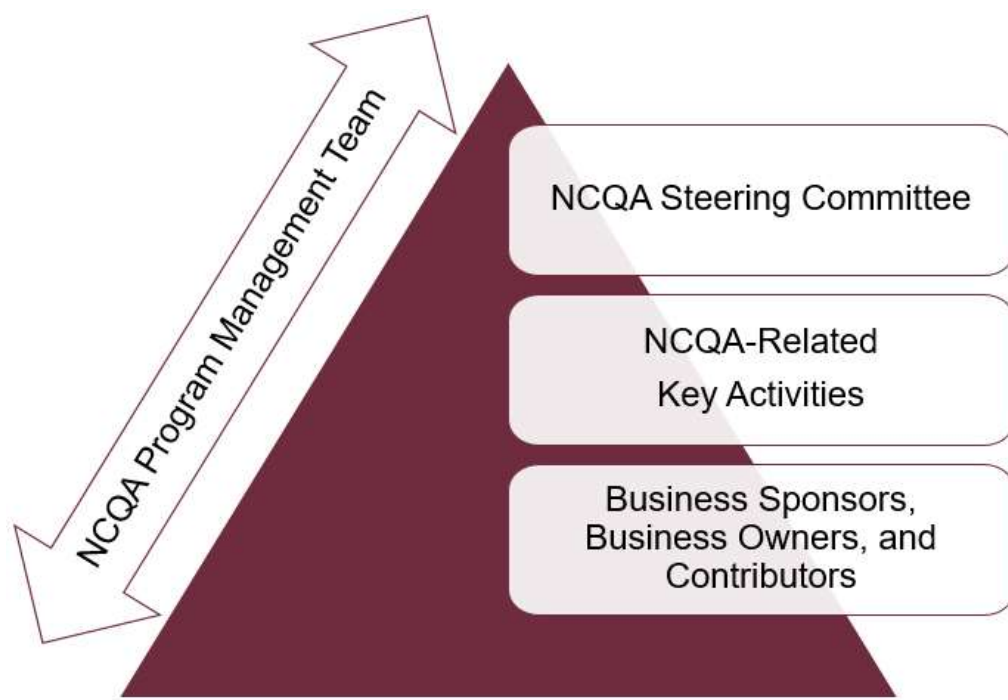 NCQA Program Management Team
NCQA Steering Committee
NCQA-Related
Key Activities
Business Sponsors,
Business Owners, and
Contributors